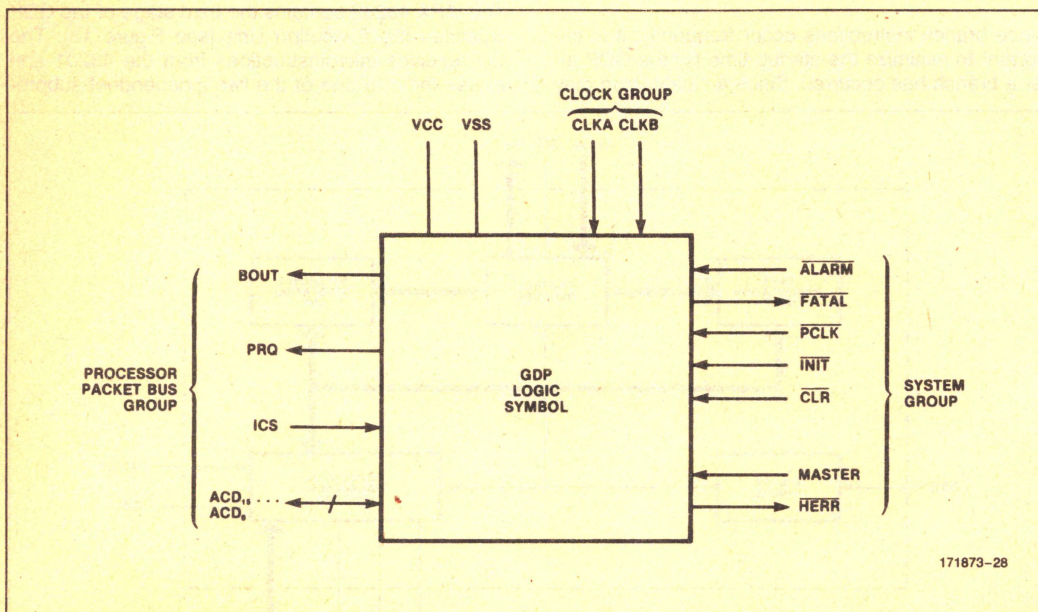 CLOCK GROUP
VCC VSS CLKA CLKB
BOUT
PRQ
ICS
ACD₁₅ ···
ACD₀
PROCESSOR
PACKET BUS
GROUP
GDP
LOGIC
SYMBOL
ALARM
FATAL
PCLK
INIT
CLR
MASTER
HERR
SYSTEM
GROUP
171873–28